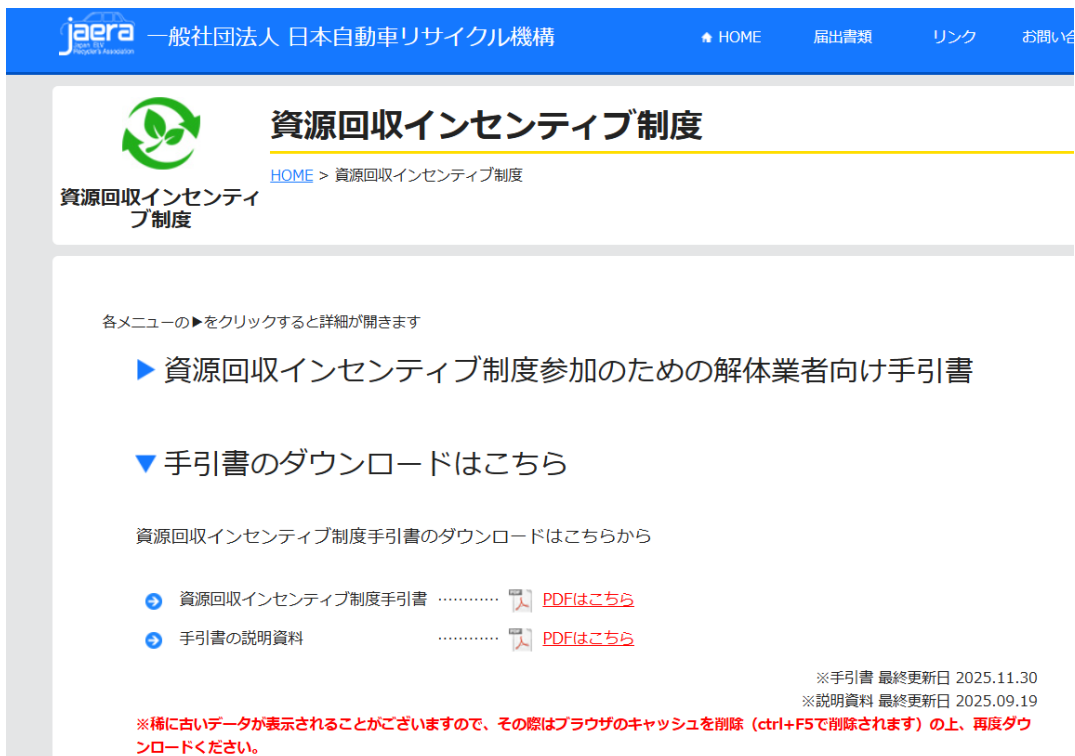 jaera
Japan ELV
Recycler's Association
一般社団法人 日本自動車リサイクル機構
HOME
届出書類
リンク
お問い合
資源回収インセンティブ制度
HOME > 資源回収インセンティブ制度
資源回収インセンティ
ブ制度
各メニューの▶をクリックすると詳細が開きます
▶ 資源回収インセンティブ制度参加のための解体業者向け手引書
▼ 手引書のダウンロードはこちら
資源回収インセンティブ制度手引書のダウンロードはこちらから
資源回収インセンティブ制度手引書 ………… PDFはこちら
手引書の説明資料 ………… PDFはこちら
※手引書 最終更新日 2025.11.30
※説明資料 最終更新日 2025.09.19
※稀に古いデータが表示されることがございますので、その際はブラウザのキャッシュを削除（ctrl+F5で削除されます）の上、再度ダウ
ンロードください。